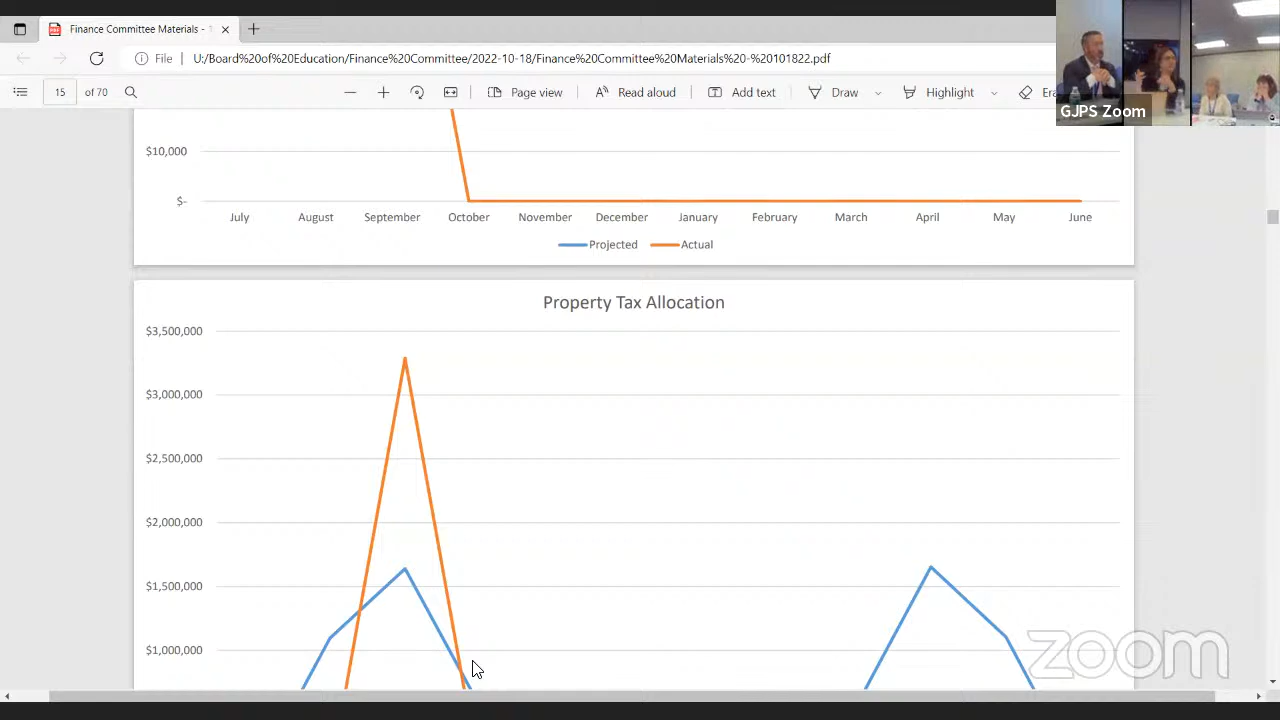 Finance Committee Materials - 1
File
U:/Board%20of%20Education/Finance%20Committee/2022-10-18/Finance%20Committee%20Materials%20-%20101822.pdf
15 of 70
Page view
Read aloud
Add text
Draw
Highlight
Era
GJPS Zoom
$10,000
$-
July August September October November December January February March April May June
Projected Actual
Property Tax Allocation
$3,500,000
$3,000,000
$2,500,000
$2,000,000
$1,500,000
$1,000,000
zoom